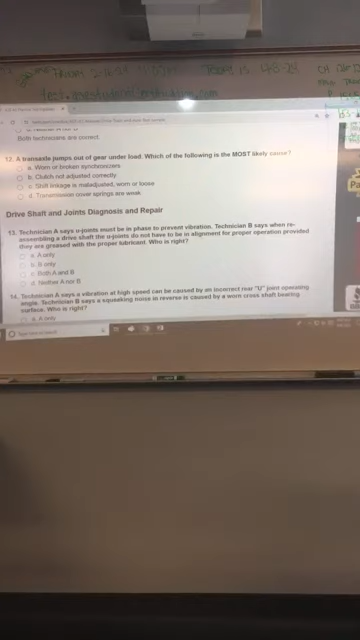 TODAY IS 4-8-24
Both technicians are correct.
12. A transaxle jumps out of gear under load. Which of the following is the MOST likely cause?
a. Worn or broken synchronizers
b. Clutch not adjusted correctly
c. Shift linkage is maladjusted, worn or loose
d. Transmission cover springs are weak
Drive Shaft and Joints Diagnosis and Repair
13. Technician A says u-joints must be in phase to prevent vibration. Technician B says when re-
assembling a drive shaft the u-joints do not have to be in alignment for proper operation provided
they are greased with the proper lubricant. Who is right?
a. A only
b. B only
c. Both A and B
d. Neither A nor B
14. Technician A says a vibration at high speed can be caused by an incorrect rear "U" joint operating
angle. Technician B says a squeaking noise in reverse is caused by a worn cross shaft bearing
surface. Who is right?
a. A only